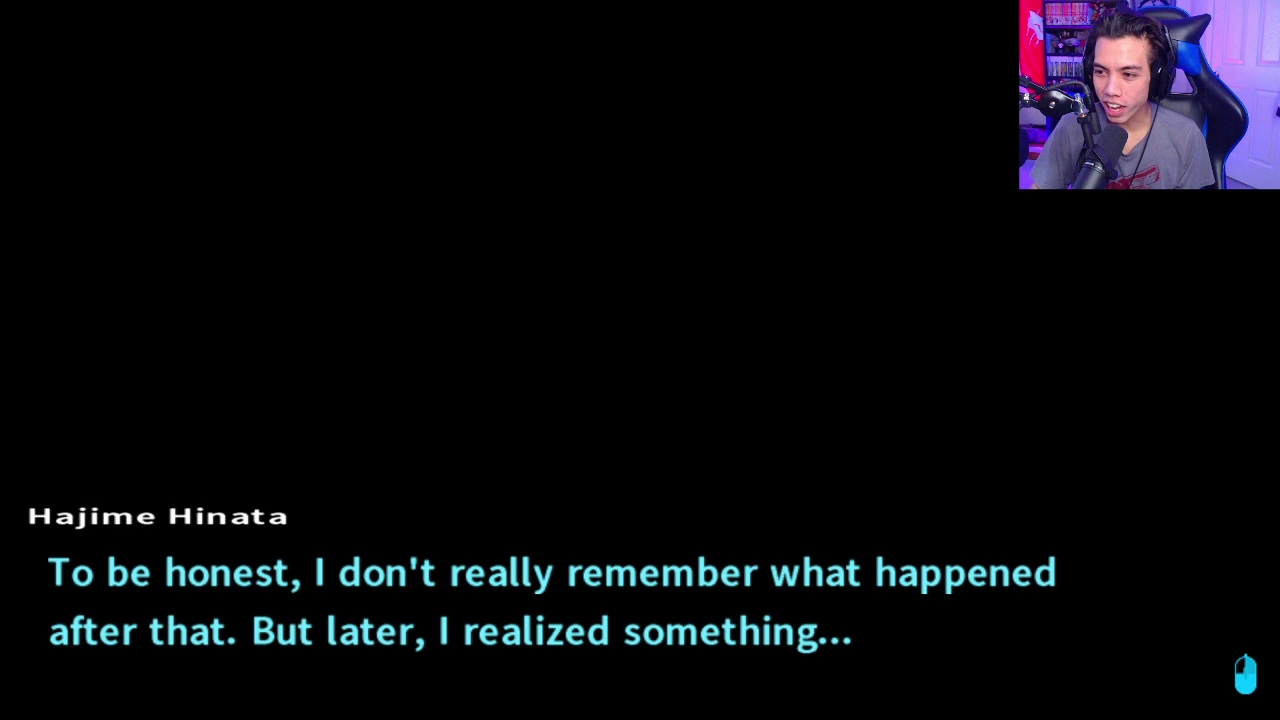 Hajime Hinata
To be honest, I don't really remember what happened
after that. But later, I realized something...